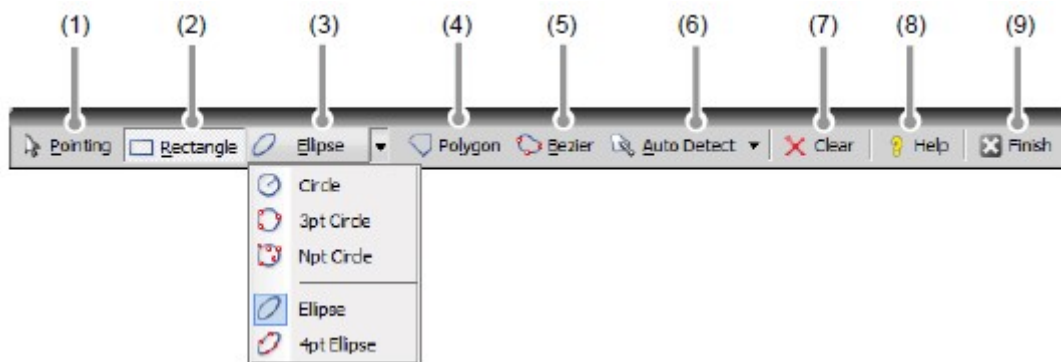 (1) (2) (3) (4) (5) (6) (7) (8) (9)
Pointing Rectangle Ellipse Polygon Bezier Auto Detect Clear Help Finish
Circle
3pt Circle
Npt Circle
Ellipse
4pt Ellipse